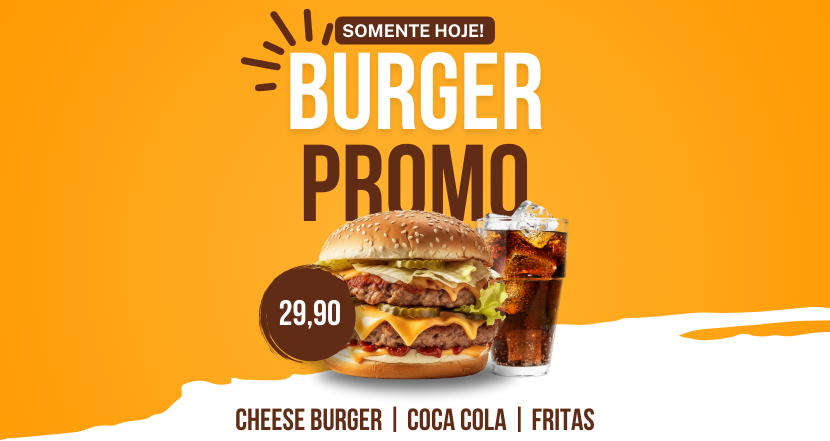 SOMENTE HOJE!
BURGER
PROMO
29,90
CHEESE BURGER | COCA COLA | FRITAS